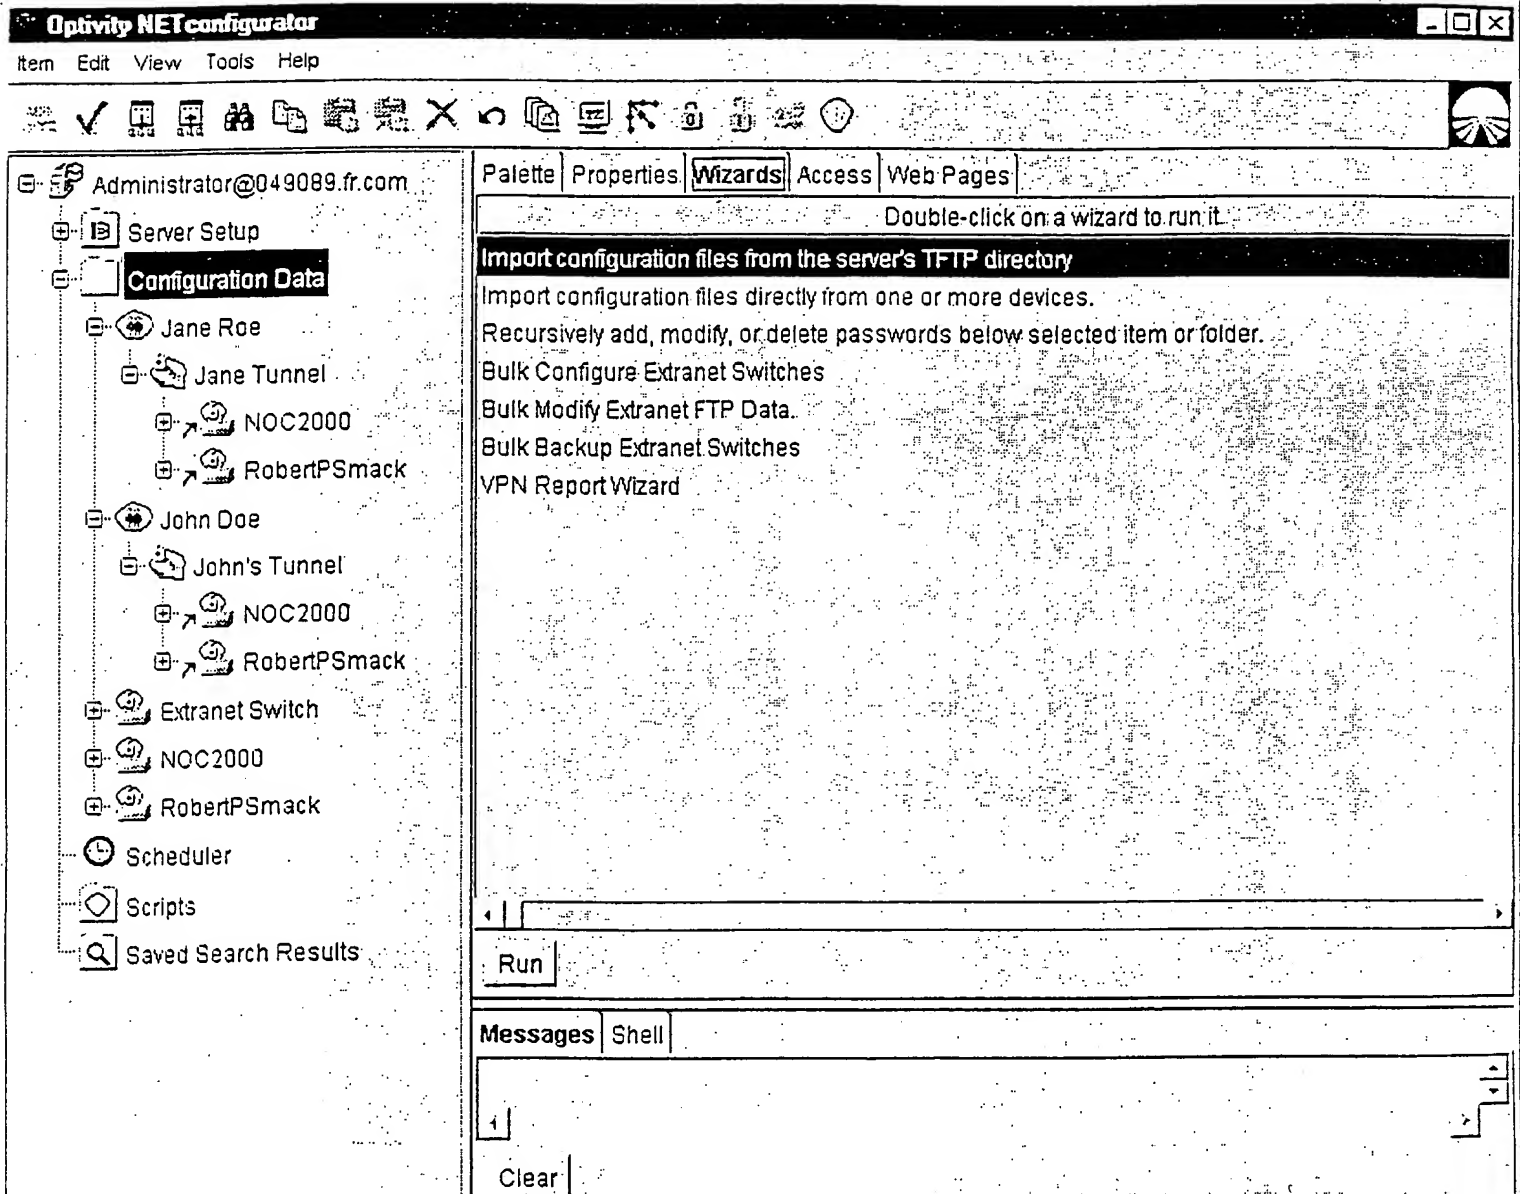 Optivity NETconfigurator
Item Edit View Tools Help
Administrator@049089.fr.com
Server Setup
Configuration Data
Jane Roe
Jane Tunnel
NOC2000
RobertPSmack
John Doe
John's Tunnel
NOC2000
RobertPSmack
Extranet Switch
NOC2000
RobertPSmack
Scheduler
Scripts
Saved Search Results
Palette Properties Wizards Access Web Pages
Double-click on a wizard to run it.
Import configuration files from the server's TFTP directory
Import configuration files directly from one or more devices.
Recursively add, modify, or delete passwords below selected item or folder.
Bulk Configure Extranet Switches
Bulk Modify Extranet FTP Data.
Bulk Backup Extranet Switches
VPN Report Wizard
Run
Messages Shell
Clear